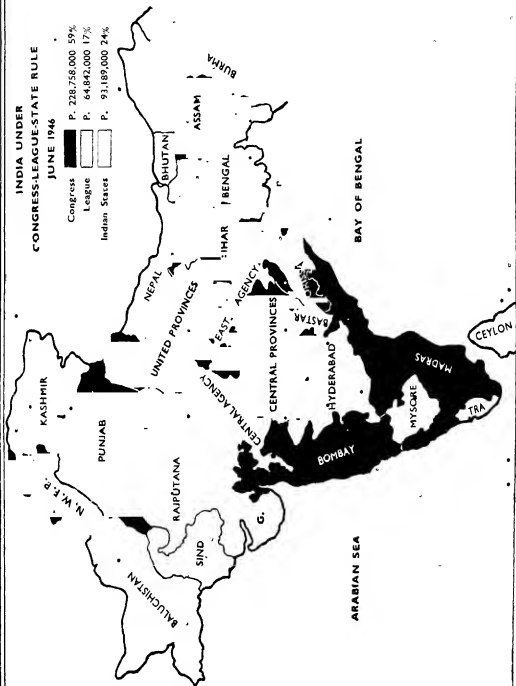 INDIA UNDER
CONGRESS-LEAGUE-STATE RULE
JUNE 1946
Congress P. 228,758,000 59%
League P. 64,842,000 17%
Indian States P. 93,189,000 24%
KASHMIR
N. W. F. P.
PUNJAB
BALUCHISTAN
SIND
RAJPUTANA
UNITED PROVINCES
NEPAL
BHUTAN
ASSAM
BURMA
IHAR
BENGAL
CENTRAL AGENCY
EAST. AGENCY
G.
CENTRAL PROVINCES
BASTAR
HYDERABAD
BOMBAY
MYSORE
MADRAS
TRA
CEYLON
ARABIAN SEA
BAY OF BENGAL